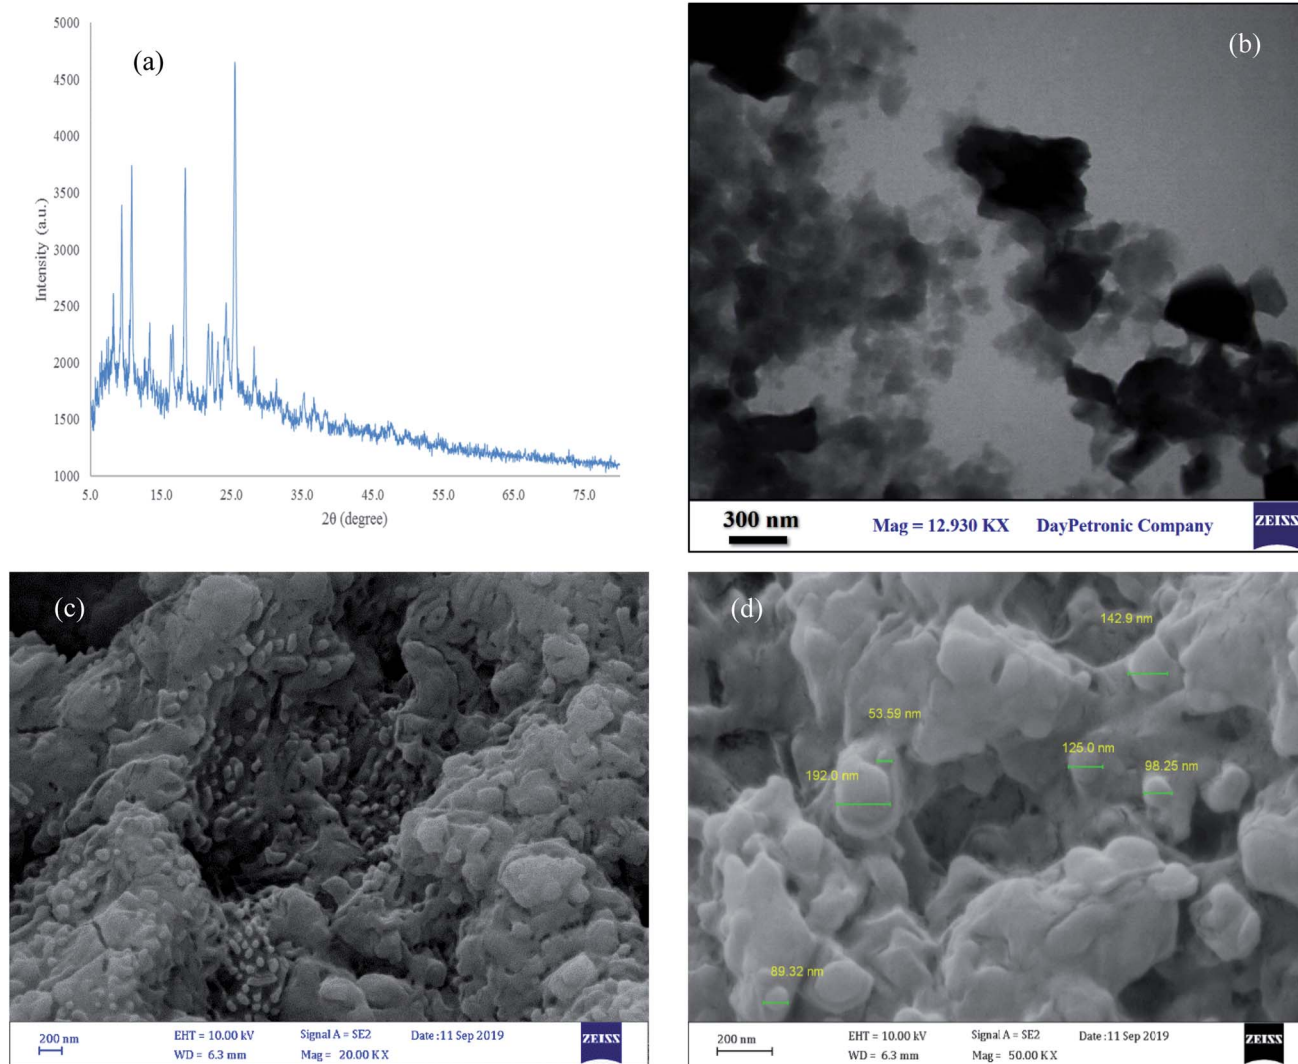 (a)
5000
4500
4000
3500
3000
2500
2000
1500
1000
Intensity (a.u.)
5.0 15.0 25.0 35.0 45.0 55.0 65.0 75.0
2θ (degree)
(b)
300 nm Mag = 12.930 KX DayPetronic Company ZEISS
(c)
200 nm EHT = 10.00 kV Signal A = SE2 Date :11 Sep 2019 ZEISS
WD = 6.3 mm Mag = 20.00 K X
(d)
142.9 nm
53.59 nm
125.0 nm
98.25 nm
192.0 nm
89.32 nm
200 nm EHT = 10.00 kV Signal A = SE2 Date :11 Sep 2019 ZEISS
WD = 6.3 mm Mag = 50.00 K X